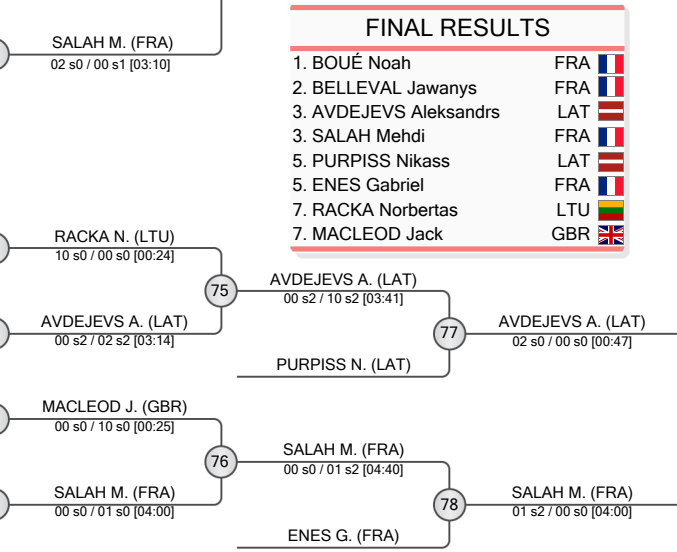 SALAH M. (FRA)
02 s0 / 00 s1 [03:10]
FINAL RESULTS
1. BOUÉ Noah FRA
2. BELLEVAL Jawanys FRA
3. AVDEJEVS Aleksandrs LAT
3. SALAH Mehdi FRA
5. PURPISS Nikass LAT
5. ENES Gabriel FRA
7. RACKA Norbertas LTU
7. MACLEOD Jack GBR
RACKA N. (LTU)
10 s0 / 00 s0 [00:24]
75
AVDEJEVS A. (LAT)
00 s2 / 10 s2 [03:41]
AVDEJEVS A. (LAT)
00 s2 / 02 s2 [03:14]
77
AVDEJEVS A. (LAT)
02 s0 / 00 s0 [00:47]
PURPISS N. (LAT)
MACLEOD J. (GBR)
00 s0 / 10 s0 [00:25]
76
SALAH M. (FRA)
00 s0 / 01 s2 [04:40]
SALAH M. (FRA)
00 s0 / 01 s0 [04:00]
78
SALAH M. (FRA)
01 s2 / 00 s0 [04:00]
ENES G. (FRA)